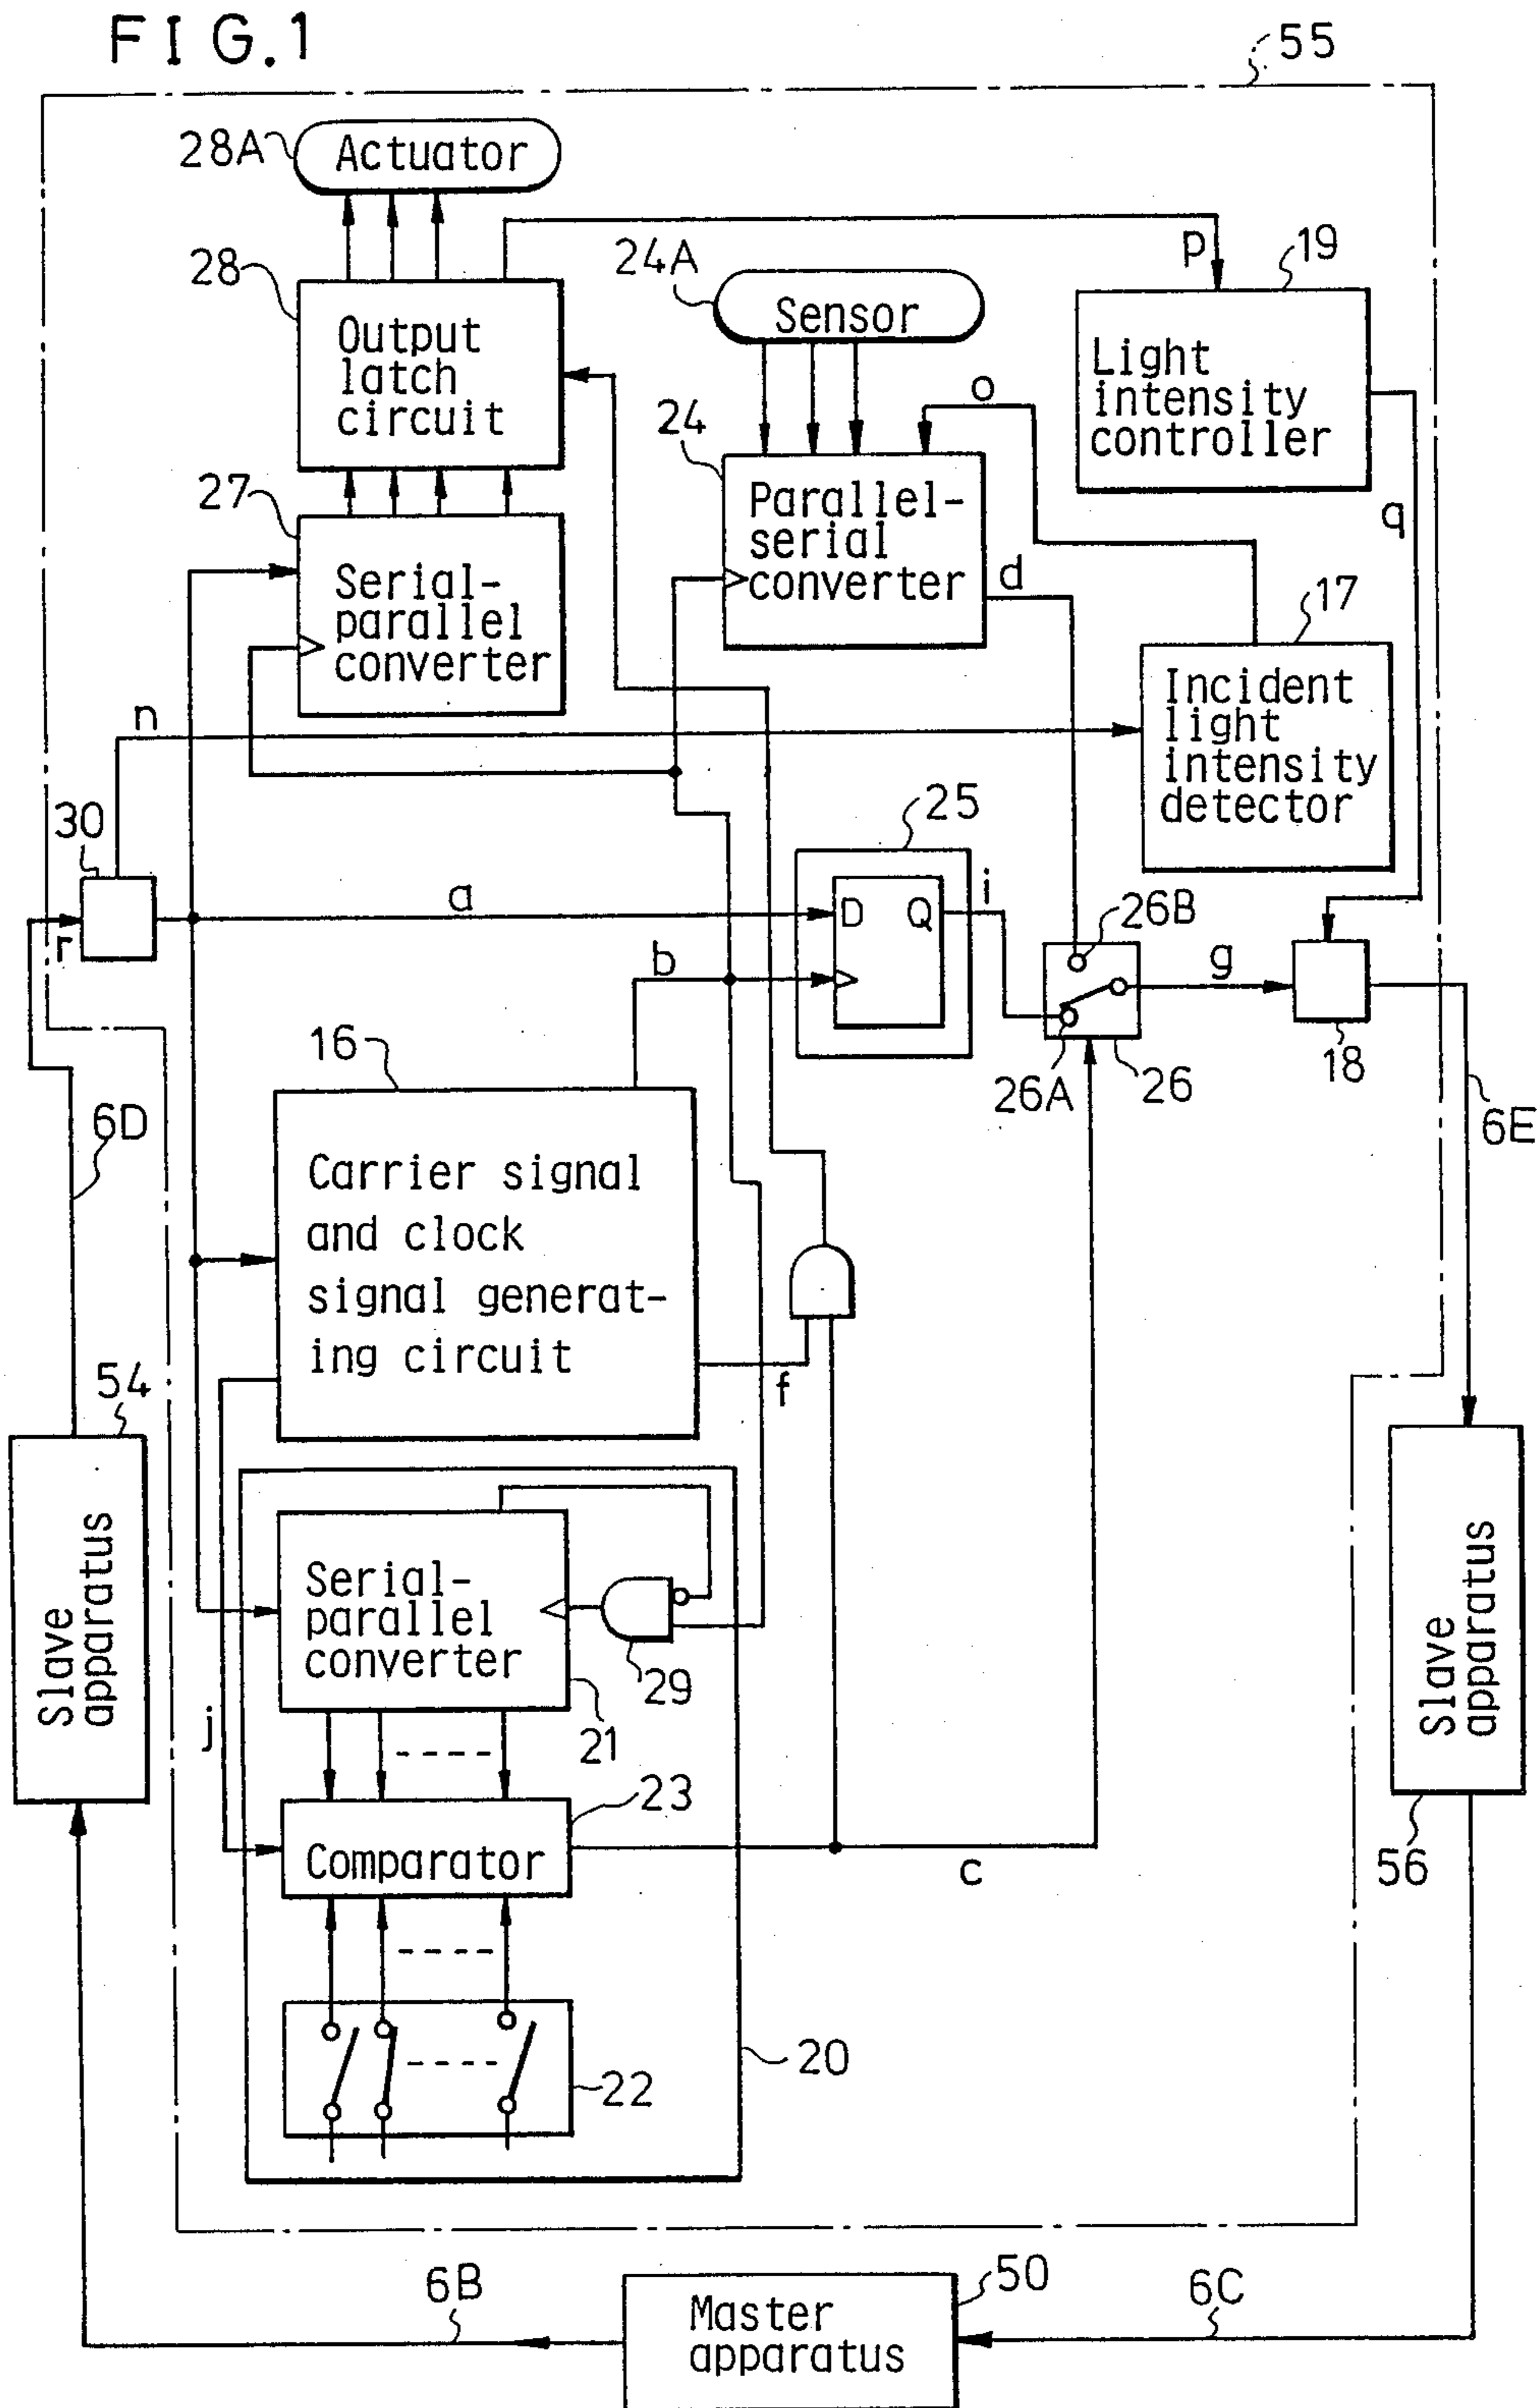 FIG.1
55
28A
Actuator
28
Output
latch
circuit
24A
Sensor
p
19
Light
intensity
controller
o
24
Parallel-
serial
converter
27
Serial-
parallel
converter
d
q
17
Incident
light
intensity
detector
n
30
r
a
25
D
Q
i
26B
g
b
16
26A
26
18
6D
6E
Carrier signal
and clock
signal generat-
ing circuit
f
54
Slave
apparatus
Serial-
parallel
converter
29
21
j
23
Comparator
c
Slave
apparatus
56
20
22
6B
50
6C
Master
apparatus